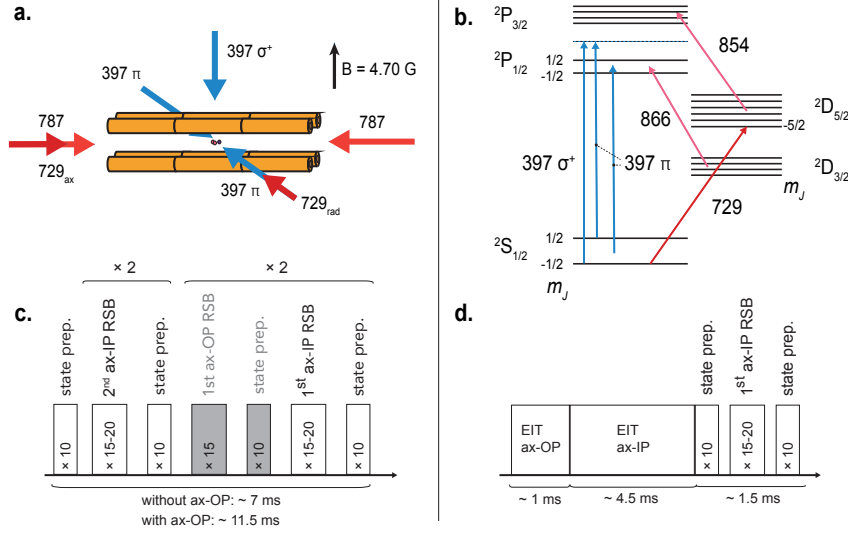 a.
397 σ⁺
B = 4.70 G
397 π
787
787
729ax
397 π
729rad
b.
²P3/2
854
²P1/2
1/2
-1/2
²D5/2
-5/2
866
397 σ⁺
397 π
²D3/2
mJ
729
²S1/2
1/2
-1/2
mJ
c.
× 2
× 2
state prep.
2nd ax-IP RSB
state prep.
1st ax-OP RSB
state prep.
1st ax-IP RSB
state prep.
× 10
× 15-20
× 10
× 15
× 10
× 15-20
× 10
without ax-OP: ~ 7 ms
with ax-OP: ~ 11.5 ms
d.
state prep.
1st ax-IP RSB
state prep.
EIT
ax-OP
EIT
ax-IP
× 10
× 15-20
× 10
~ 1 ms
~ 4.5 ms
~ 1.5 ms